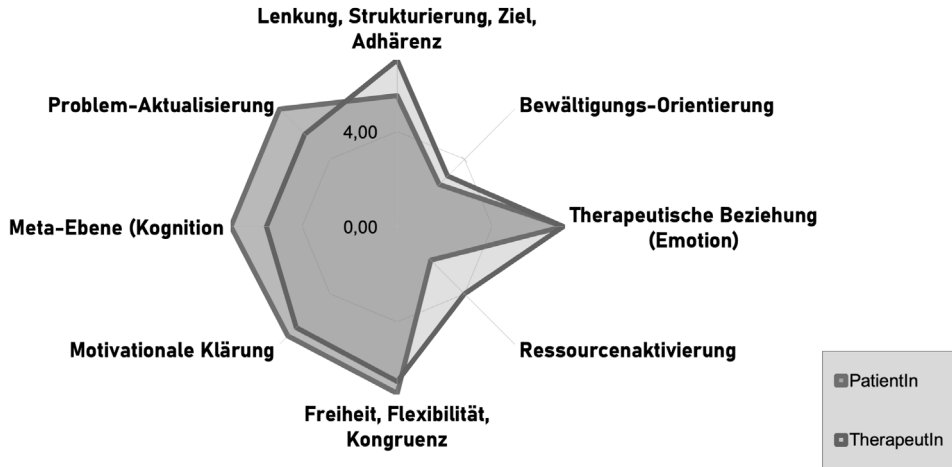 Lenkung, Strukturierung, Ziel,
Adhärenz
Problem-Aktualisierung
Bewältigungs-Orientierung
4,00
Meta-Ebene (Kognition
0,00
Therapeutische Beziehung
(Emotion)
Motivationale Klärung
Ressourcenaktivierung
Freiheit, Flexibilität,
Kongruenz
PatientIn
TherapeutIn